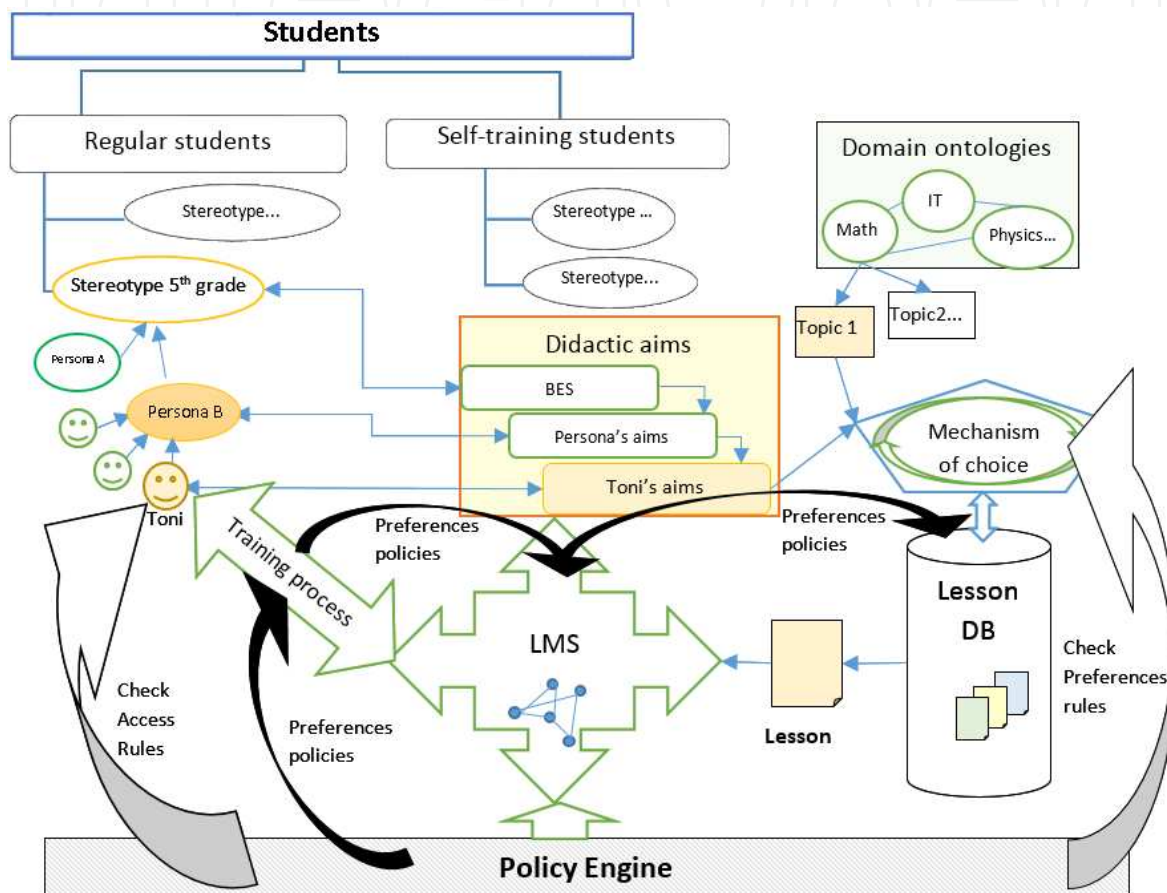 Students
Regular students
Self-training students
Stereotype...
Stereotype 5th grade
Stereotype ...
Stereotype...
Domain ontologies
IT
Math
Physics...
Topic 1
Topic2...
Persona A
Persona B
Toni
Didactic aims
BES
Persona's aims
Toni's aims
Mechanism
of choice
Training process
Preferences
policies
Preferences
policies
LMS
Lesson
Lesson
DB
Check
Access
Rules
Preferences
policies
Check
Preferences
rules
Policy Engine